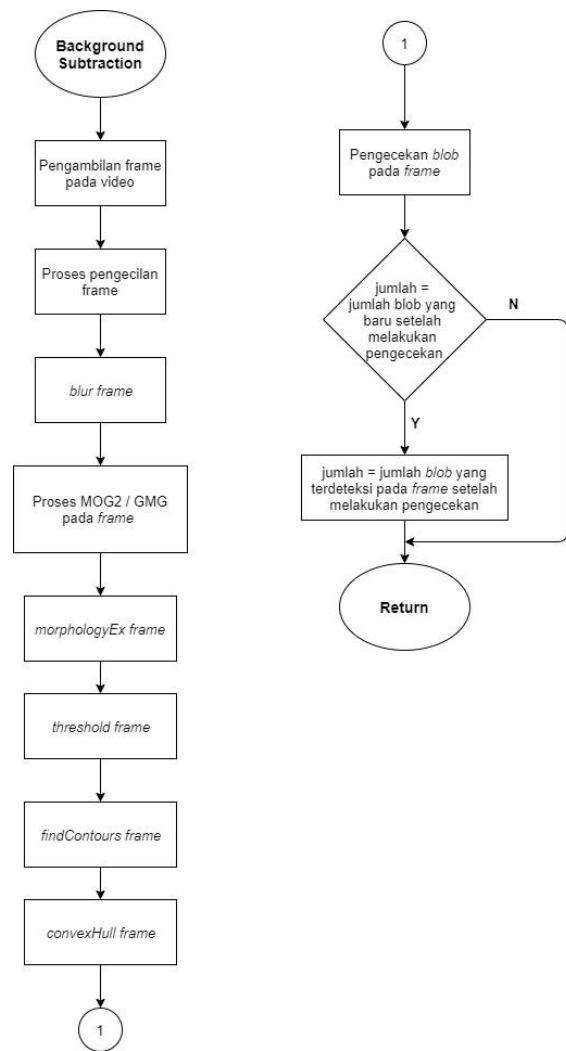 Background
Subtraction
Pengambilan frame
pada video
Proses pengecilan
frame
blur frame
Proses MOG2 / GMG
pada frame
morphologyEx frame
threshold frame
findContours frame
convexHull frame
1
1
Pengecekan blob
pada frame
jumlah =
jumlah blob yang
baru setelah
melakukan
pengecekan
N
Y
jumlah = jumlah blob yang
terdeteksi pada frame setelah
melakukan pengecekan
Return